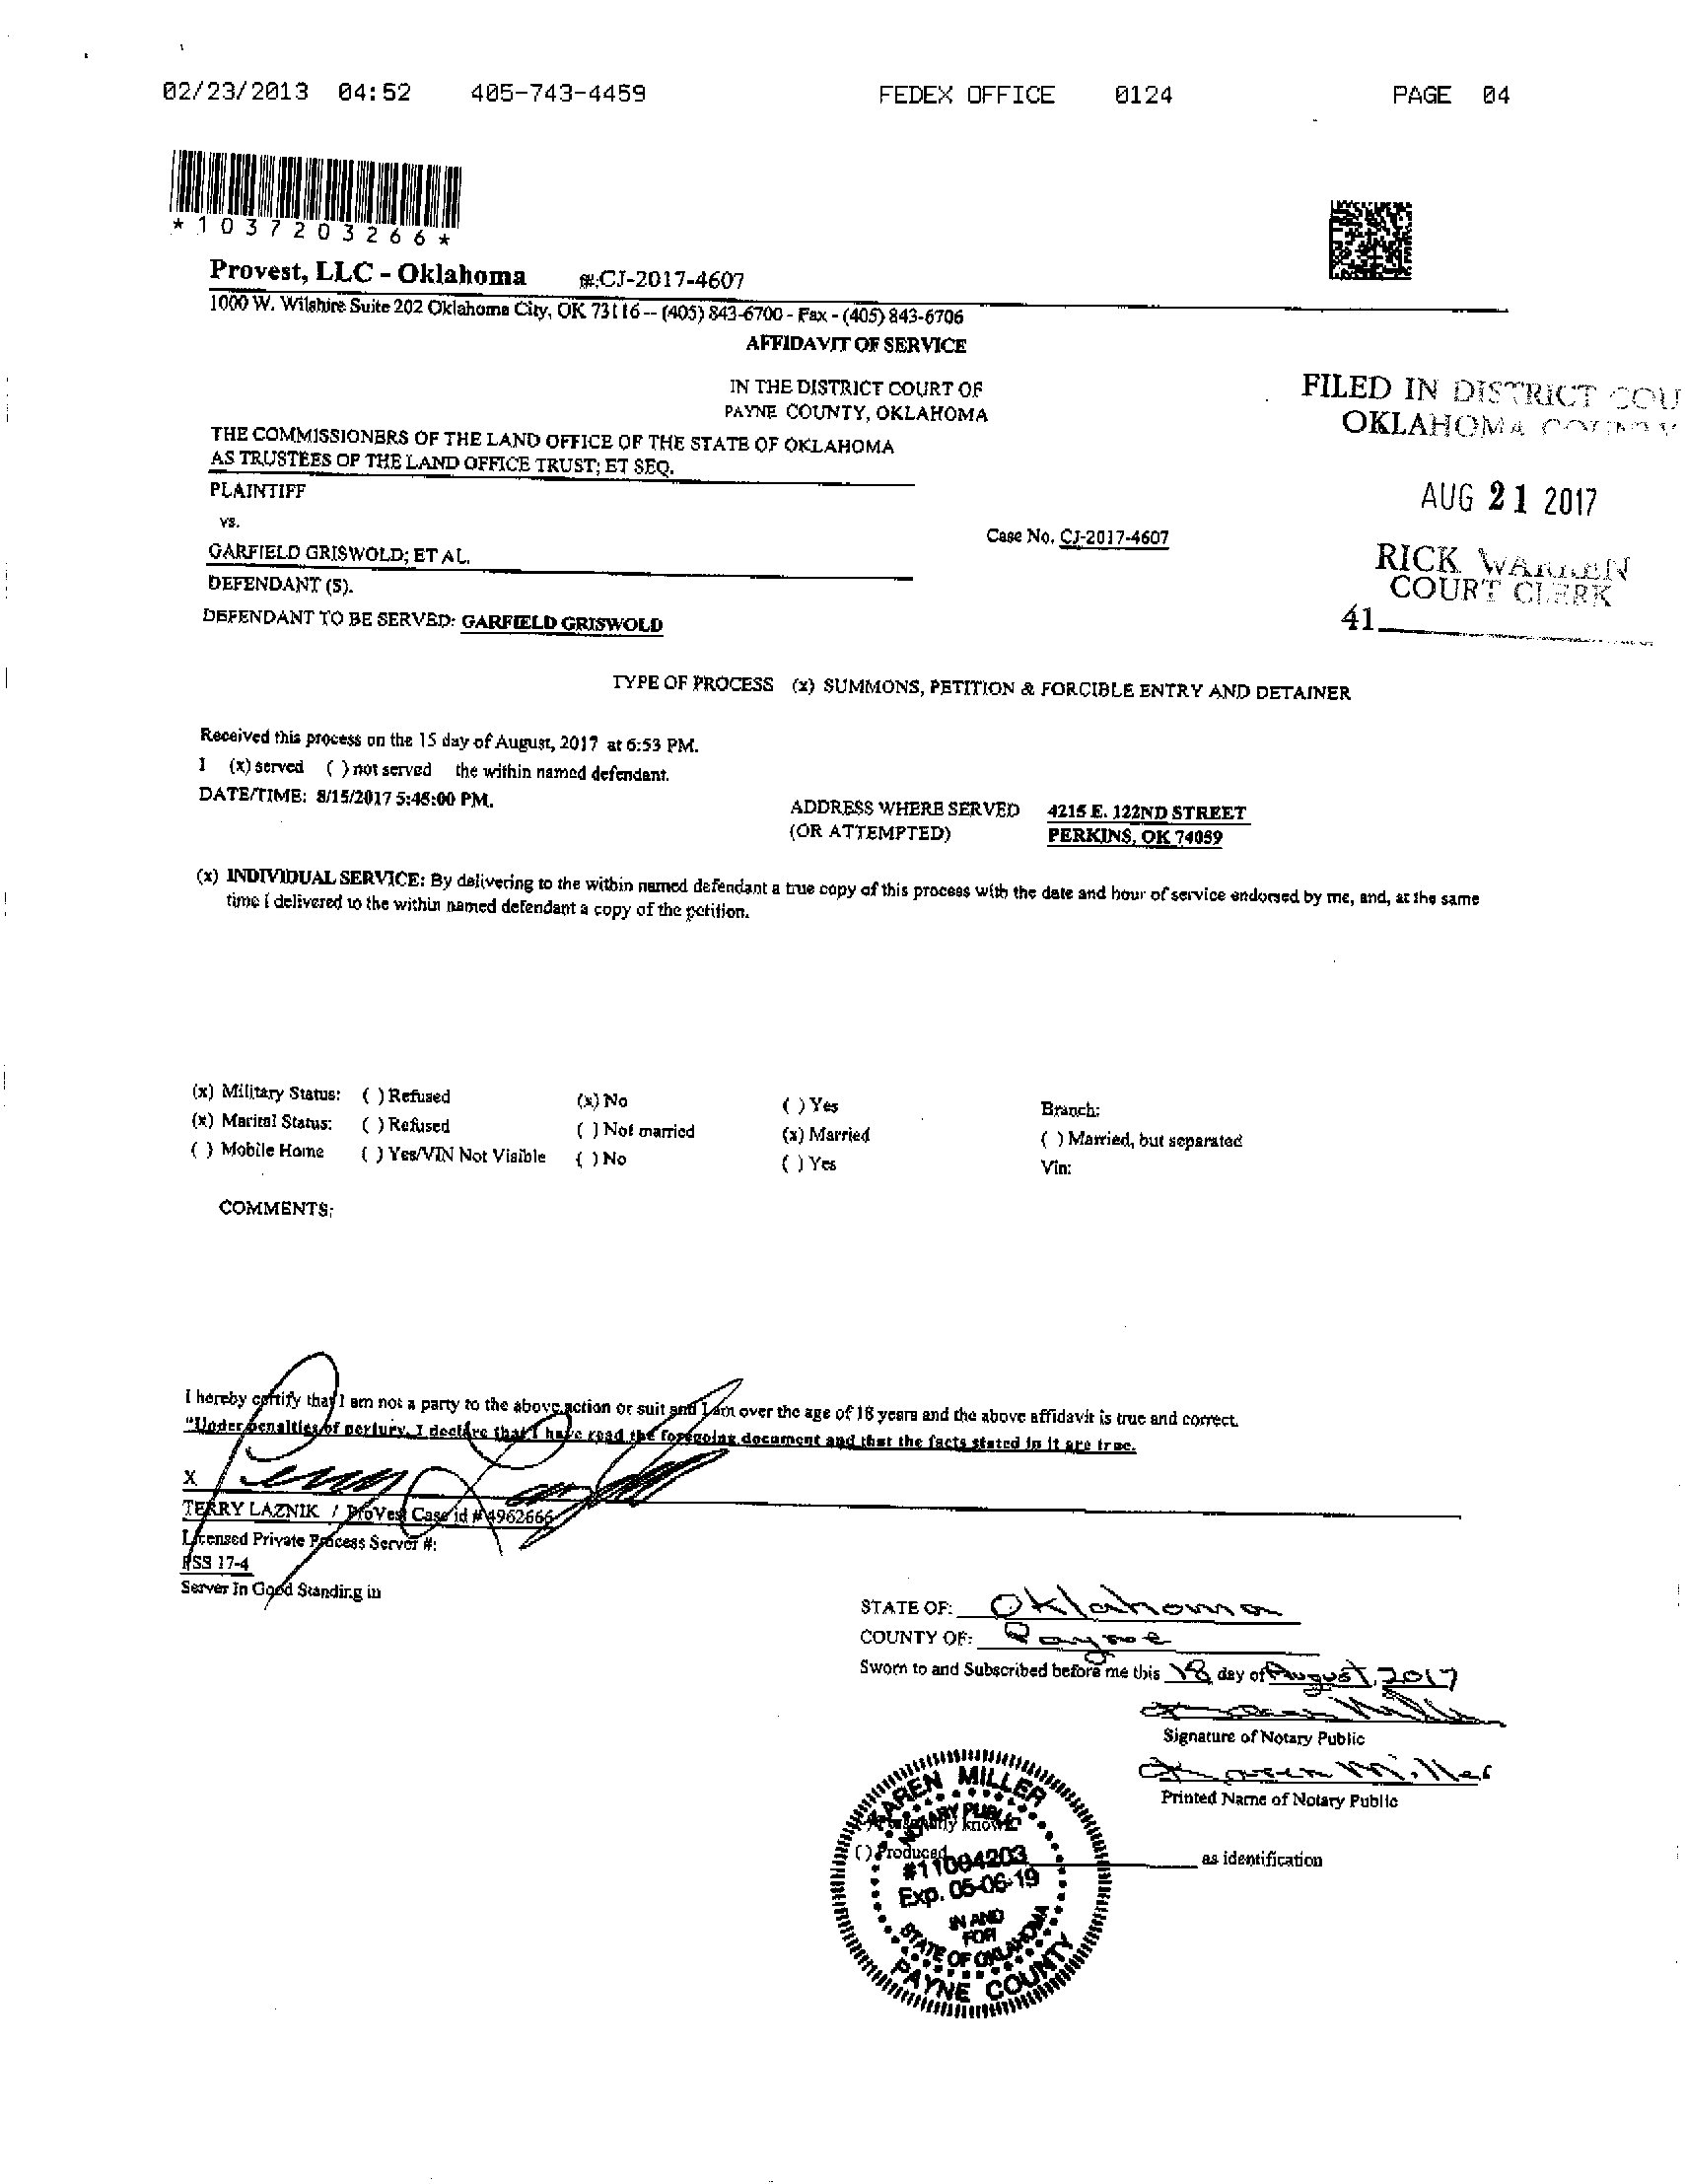 02/23/2013 04:52 405-743-4459 FEDEX OFFICE 0124 PAGE 04
*1037203266*
Provest, LLC - Oklahoma #:CJ-2017-4607
1000 W. Wilshire Suite 202 Oklahoma City, OK 73116 -- (405) 843-6700 - Fax - (405) 843-6706
AFFIDAVIT OF SERVICE
IN THE DISTRICT COURT OF
PAYNE COUNTY, OKLAHOMA
FILED IN DISTRICT COU
OKLAHOMA COUNTY
THE COMMISSIONERS OF THE LAND OFFICE OF THE STATE OF OKLAHOMA
AS TRUSTEES OF THE LAND OFFICE TRUST; ET SEQ.
PLAINTIFF
AUG 21 2017
vs.
Case No. CJ-2017-4607
GARFIELD GRISWOLD; ET AL.
RICK WARREN
COURT CLERK
DEFENDANT (S).
41
DEFENDANT TO BE SERVED: GARFIELD GRISWOLD
TYPE OF PROCESS (x) SUMMONS, PETITION & FORCIBLE ENTRY AND DETAINER
Received this process on the 15 day of August, 2017 at 6:53 PM.
I (x) served ( ) not served the within named defendant.
DATE/TIME: 8/15/2017 5:45:00 PM.
ADDRESS WHERE SERVED 4215 E. 122ND STREET
(OR ATTEMPTED) PERKINS, OK 74059
(x) INDIVIDUAL SERVICE: By delivering to the within named defendant a true copy of this process with the date and hour of service endorsed by me, and, at the same
time i delivered to the within named defendant a copy of the petition.
(x) Military Status: ( ) Refused (x) No ( ) Yes Branch:
(x) Marital Status: ( ) Refused ( ) Not married (x) Married ( ) Married, but separated
( ) Mobile Home ( ) Yes/VIN Not Visible ( ) No ( ) Yes Vin:
COMMENTS:
I hereby certify that I am not a party to the above action or suit and I am over the age of 18 years and the above affidavit is true and correct.
"Under penalties of perjury, I declare that I have read the foregoing document and that the facts stated in it are true.
X
TERRY LAZNIK / ProVest Case id # 4962666
Licensed Private Process Server #:
PSS 17-4
Server In Good Standing in
STATE OF: Oklahoma
COUNTY OF: Payne
Sworn to and Subscribed before me this 18 day of August, 2017
Signature of Notary Public
Karen Miller
Printed Name of Notary Public
KAREN MILLER
NOTARY PUBLIC
Personally known
( ) Produced as identification
#11004203
Exp. 05-06-19
IN AND
FOR
STATE OF OKLAHOMA
PAYNE COUNTY